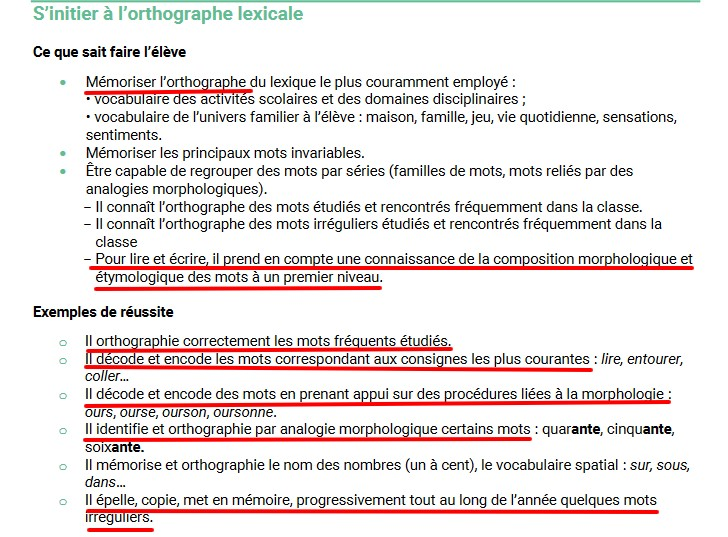 S’initier à l’orthographe lexicale
Ce que sait faire l’élève
• Mémoriser l’orthographe du lexique le plus couramment employé :
• vocabulaire des activités scolaires et des domaines disciplinaires ;
• vocabulaire de l’univers familier à l’élève : maison, famille, jeu, vie quotidienne, sensations,
sentiments.
• Mémoriser les principaux mots invariables.
• Être capable de regrouper des mots par séries (familles de mots, mots reliés par des
analogies morphologiques).
– Il connaît l’orthographe des mots étudiés et rencontrés fréquemment dans la classe.
– Il connaît l’orthographe des mots irréguliers étudiés et rencontrés fréquemment dans la
classe
– Pour lire et écrire, il prend en compte une connaissance de la composition morphologique et
étymologique des mots à un premier niveau.
Exemples de réussite
o Il orthographie correctement les mots fréquents étudiés.
o Il décode et encode les mots correspondant aux consignes les plus courantes : lire, entourer,
coller…
o Il décode et encode des mots en prenant appui sur des procédures liées à la morphologie :
ours, ourse, ourson, oursonne.
o Il identifie et orthographie par analogie morphologique certains mots : quarante, cinquante,
soixante.
o Il mémorise et orthographie le nom des nombres (un à cent), le vocabulaire spatial : sur, sous,
dans…
o Il épelle, copie, met en mémoire, progressivement tout au long de l’année quelques mots
irréguliers.